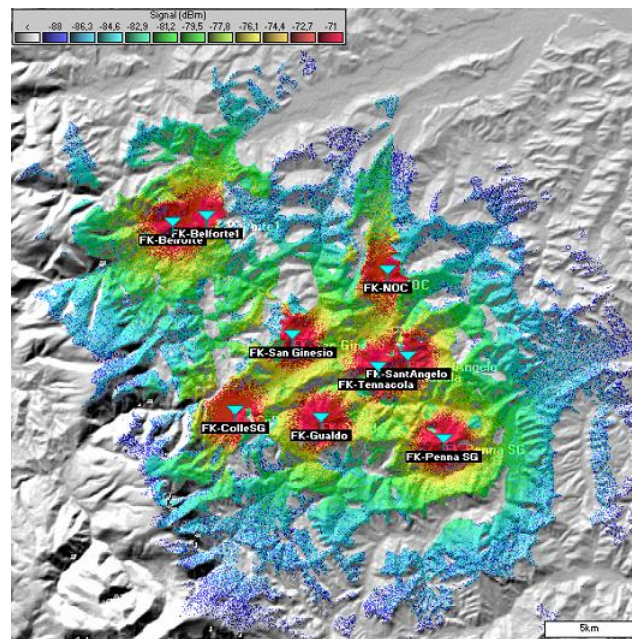 Signal (dBm)
< -88 -86,3 -84,6 -82,9 -81,2 -79,5 -77,8 -76,1 -74,4 -72,7 -71
FK-Belforte
FK-Belforte1
FK-NOC
FK-San Ginesio
FK-SantAngelo
FK-Tennacola
FK-ColleSG
FK-Gualdo
FK-Penna SG
5km